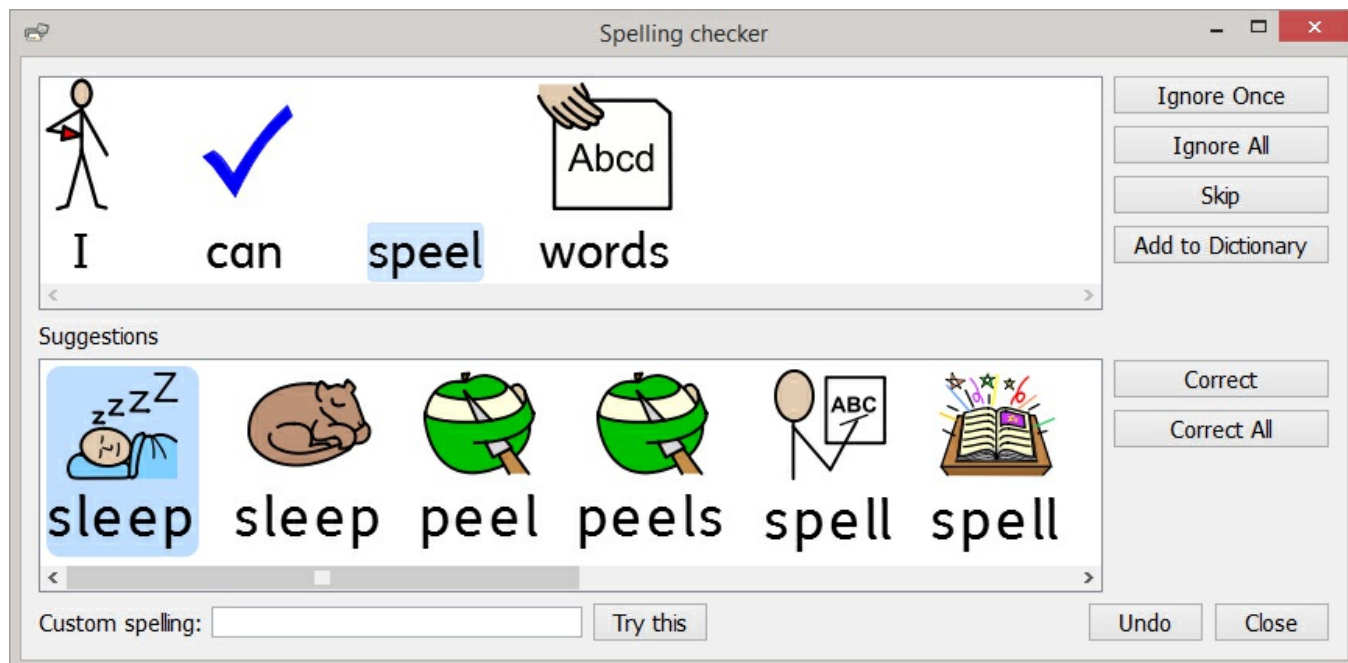 Spelling checker
Ignore Once
Abcd
Ignore All
Skip
I can speel words
Add to Dictionary
Suggestions
zzZZ
ABC
Correct
Correct All
sleep sleep peel peels spell spell
Custom spelling: Try this Undo Close